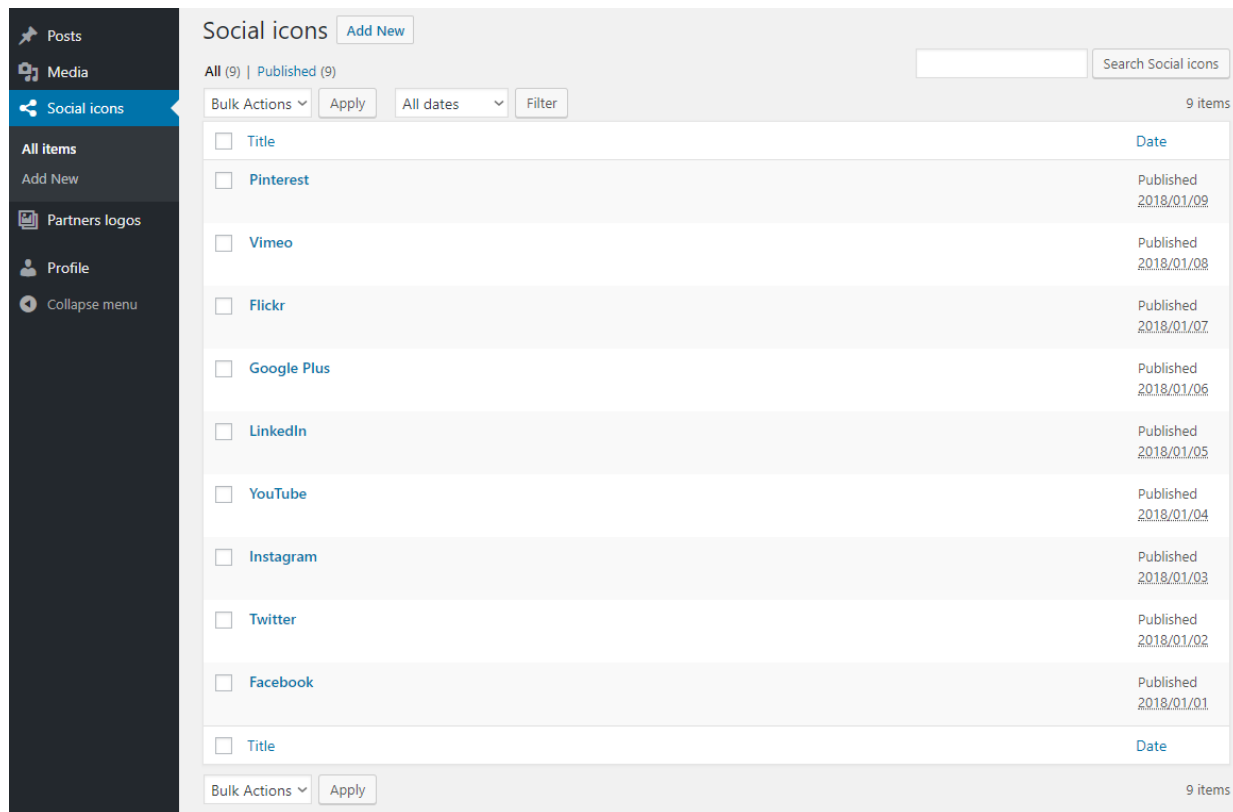 Posts
Media
Social icons
All items
Add New
Partners logos
Profile
Collapse menu
Social icons Add New
All (9) | Published (9)
Search Social icons
Bulk Actions Apply All dates Filter 9 items
Title Date
Pinterest Published
2018/01/09
Vimeo Published
2018/01/08
Flickr Published
2018/01/07
Google Plus Published
2018/01/06
LinkedIn Published
2018/01/05
YouTube Published
2018/01/04
Instagram Published
2018/01/03
Twitter Published
2018/01/02
Facebook Published
2018/01/01
Title Date
Bulk Actions Apply 9 items